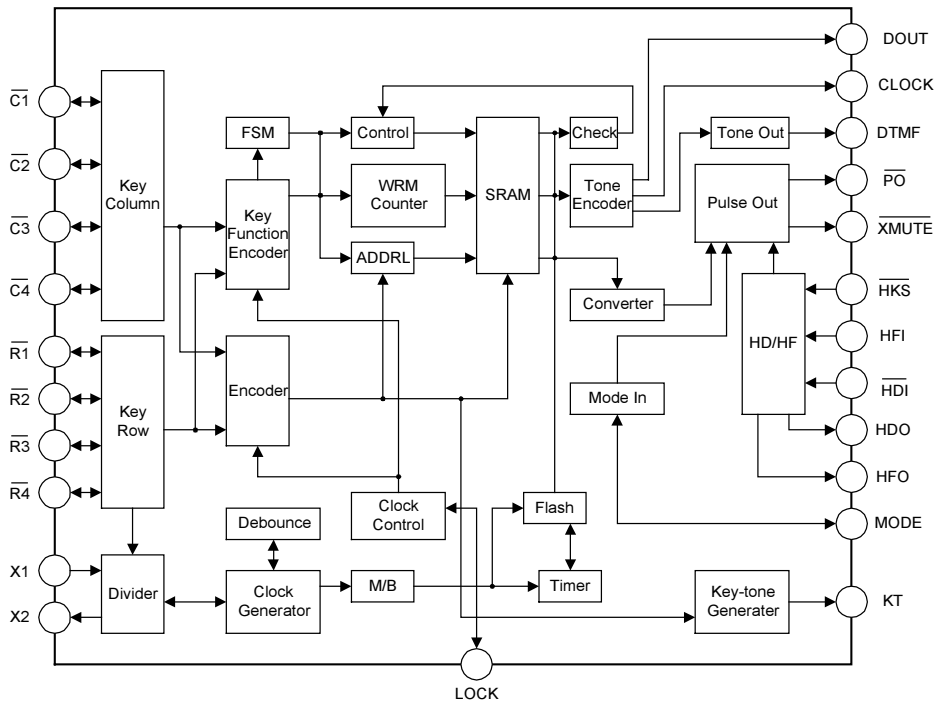 DOUT
C1
CLOCK
FSM
Control
Check
Tone Out
DTMF
C2
Key
Column
Key
Function
Encoder
WRM
Counter
SRAM
Tone
Encoder
Pulse Out
PO
C3
XMUTE
ADDRL
C4
Converter
HKS
R1
Key
Row
Encoder
HD/HF
HFI
R2
Mode In
HDI
R3
HDO
R4
HFO
Debounce
Clock
Control
Flash
MODE
X1
Divider
Clock
Generator
M/B
Timer
Key-tone
Generater
KT
X2
LOCK